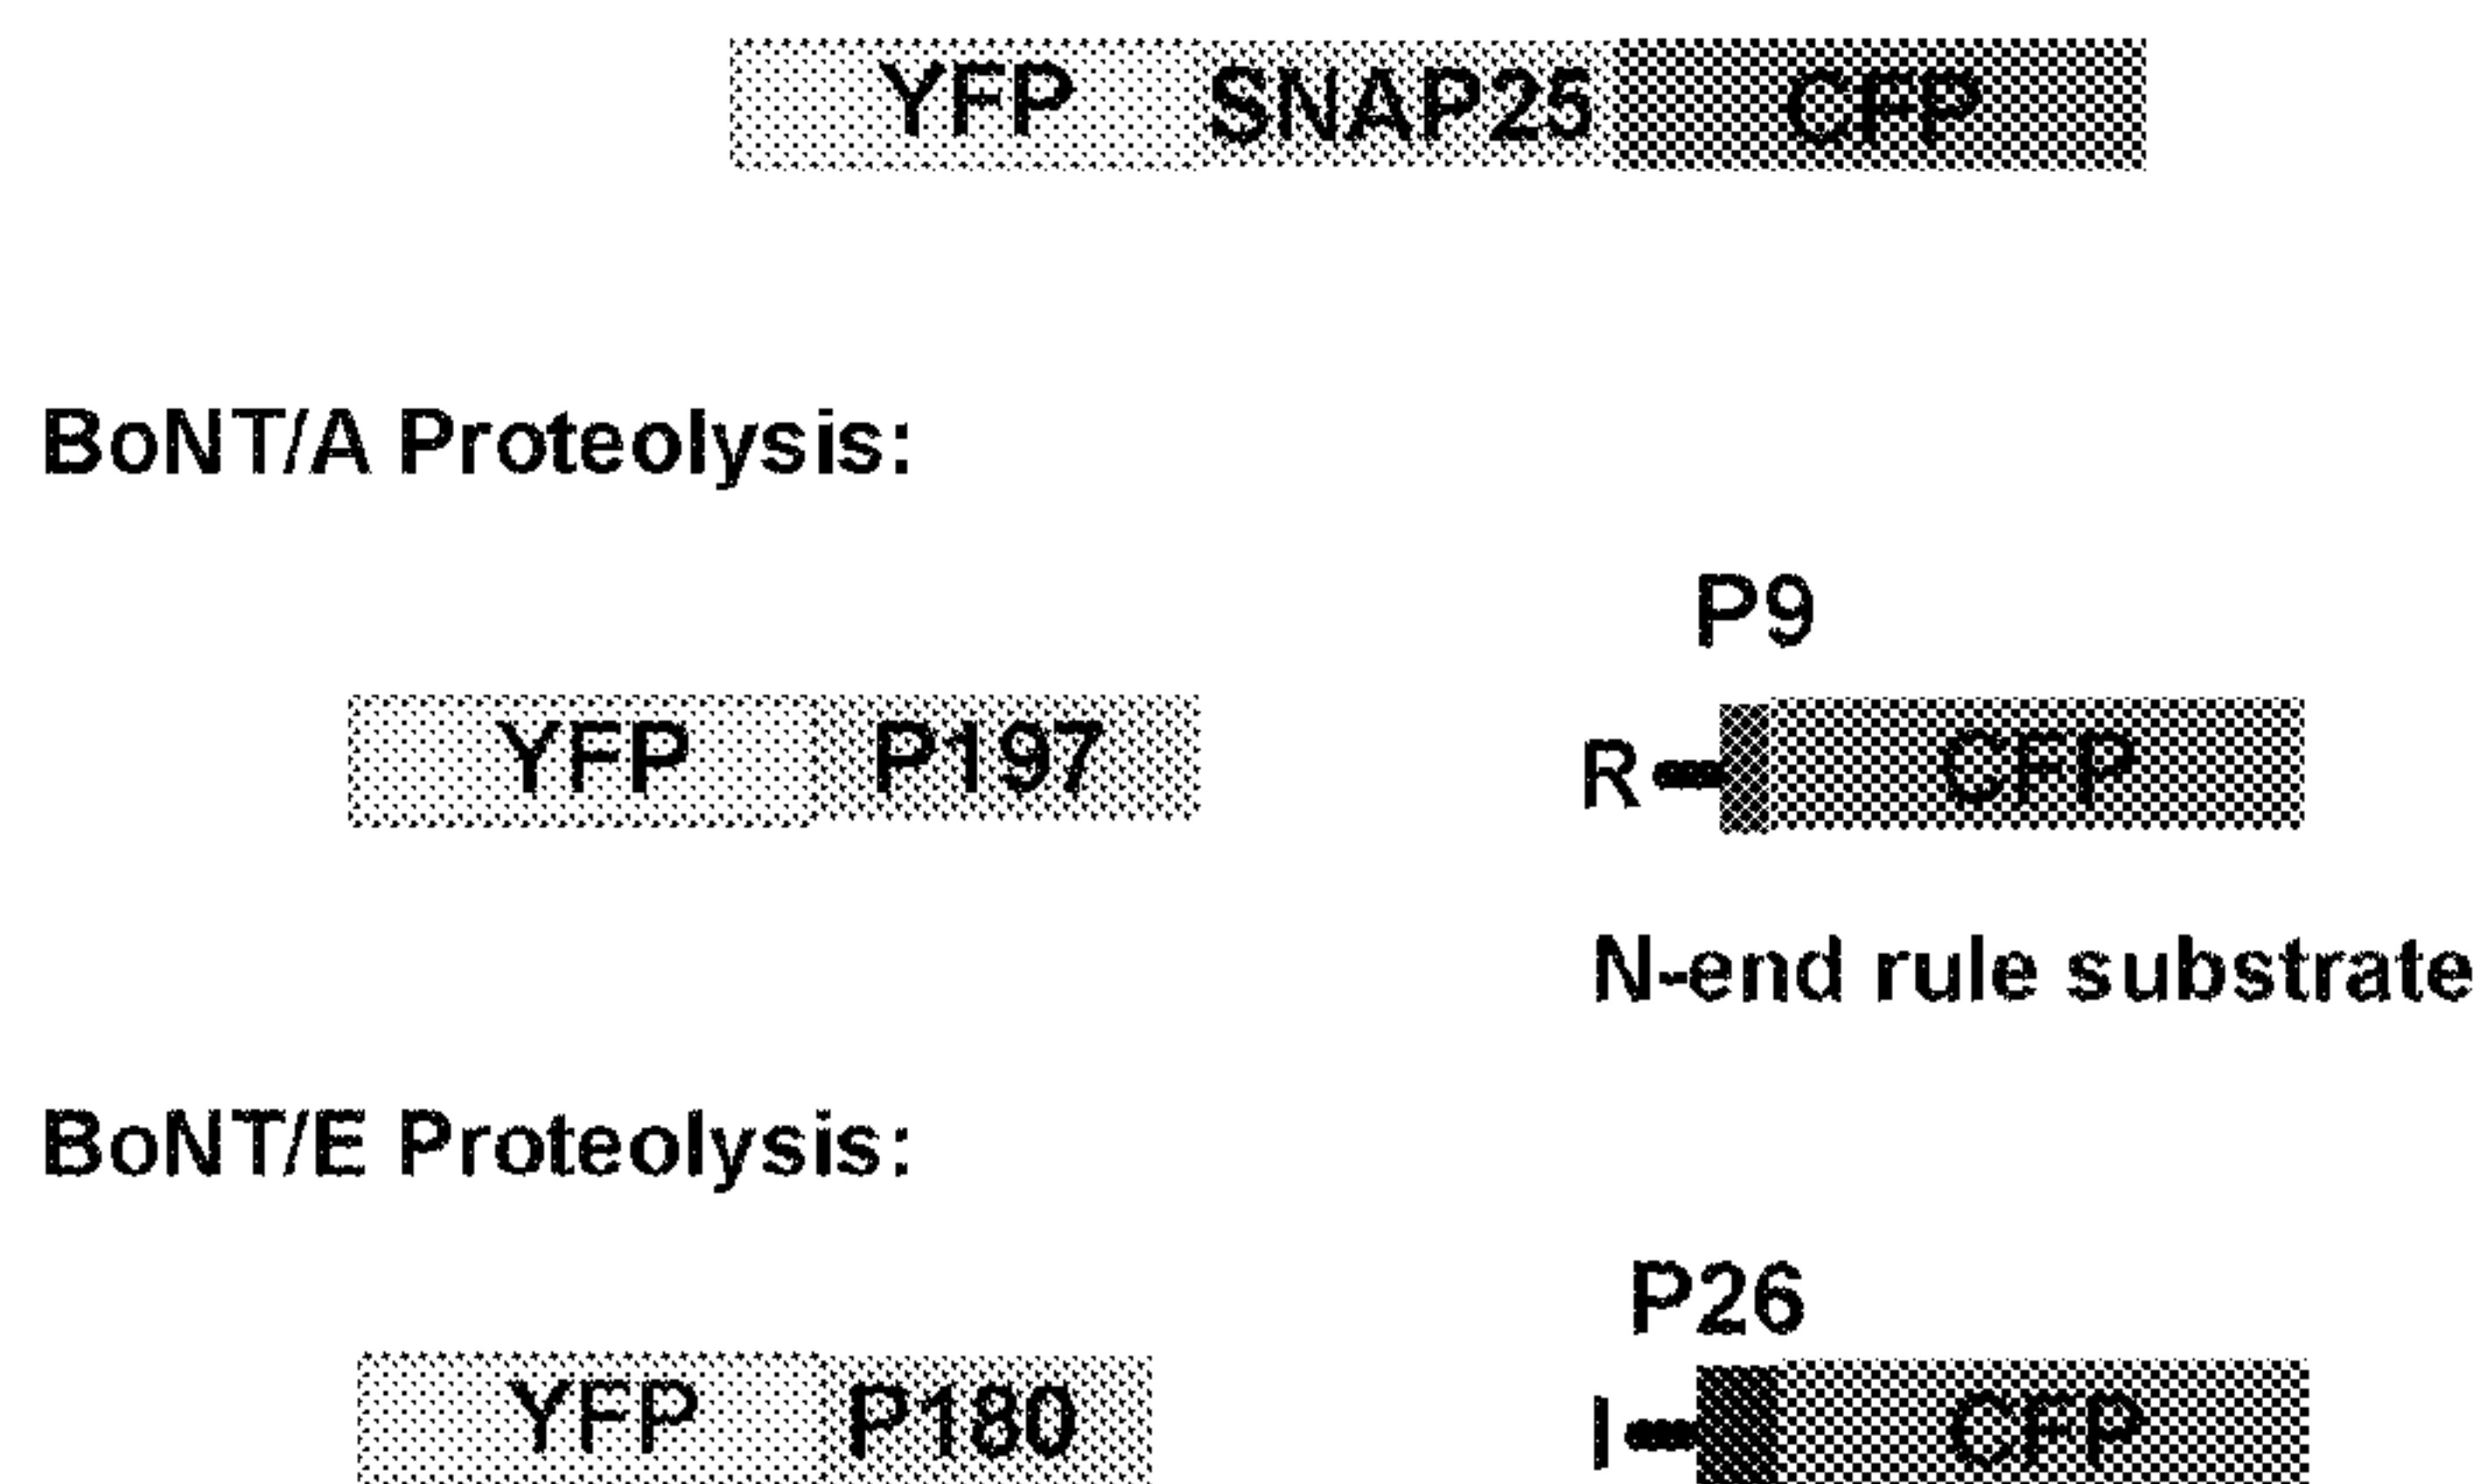 YFP SNAP25 CFP
BoNT/A Proteolysis:
P9
YFP P197 R CFP
N-end rule substrate
BoNT/E Proteolysis:
P26
YFP P180 I CFP